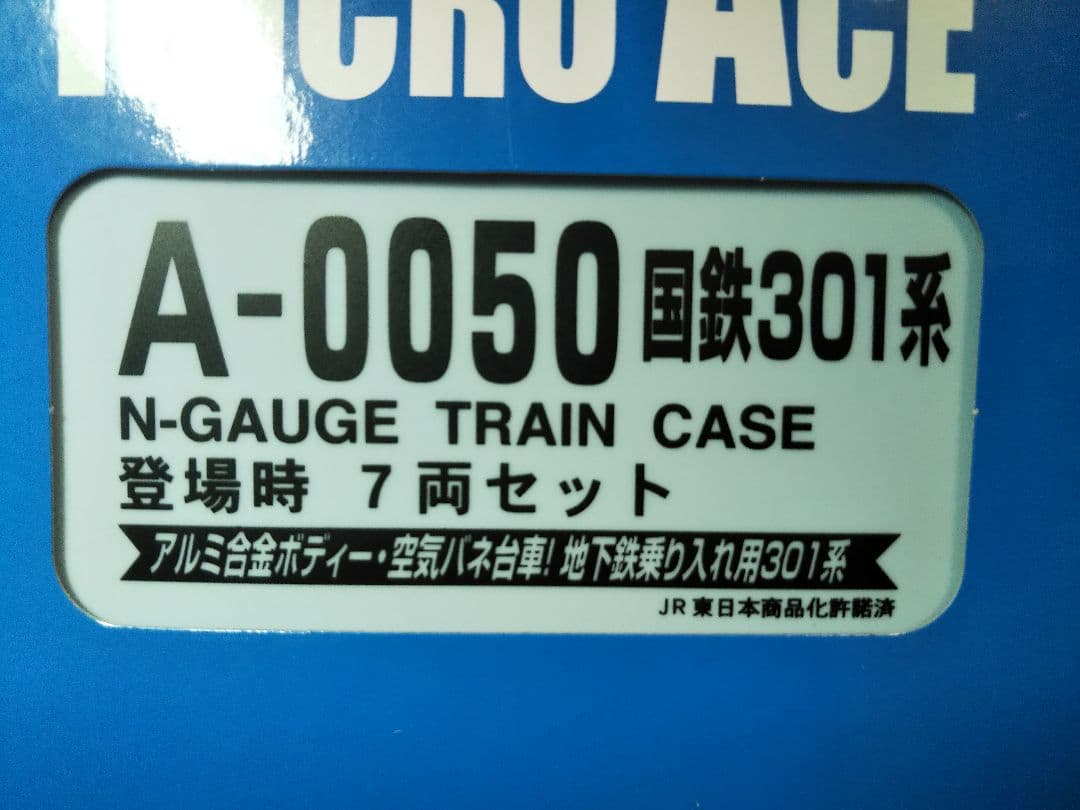 MICRO ACE
A-0050 国鉄301系
N-GAUGE TRAIN CASE
登場時 7両セット
アルミ合金ボディー・空気バネ台車! 地下鉄乗り入れ用301系
JR東日本商品化許諾済